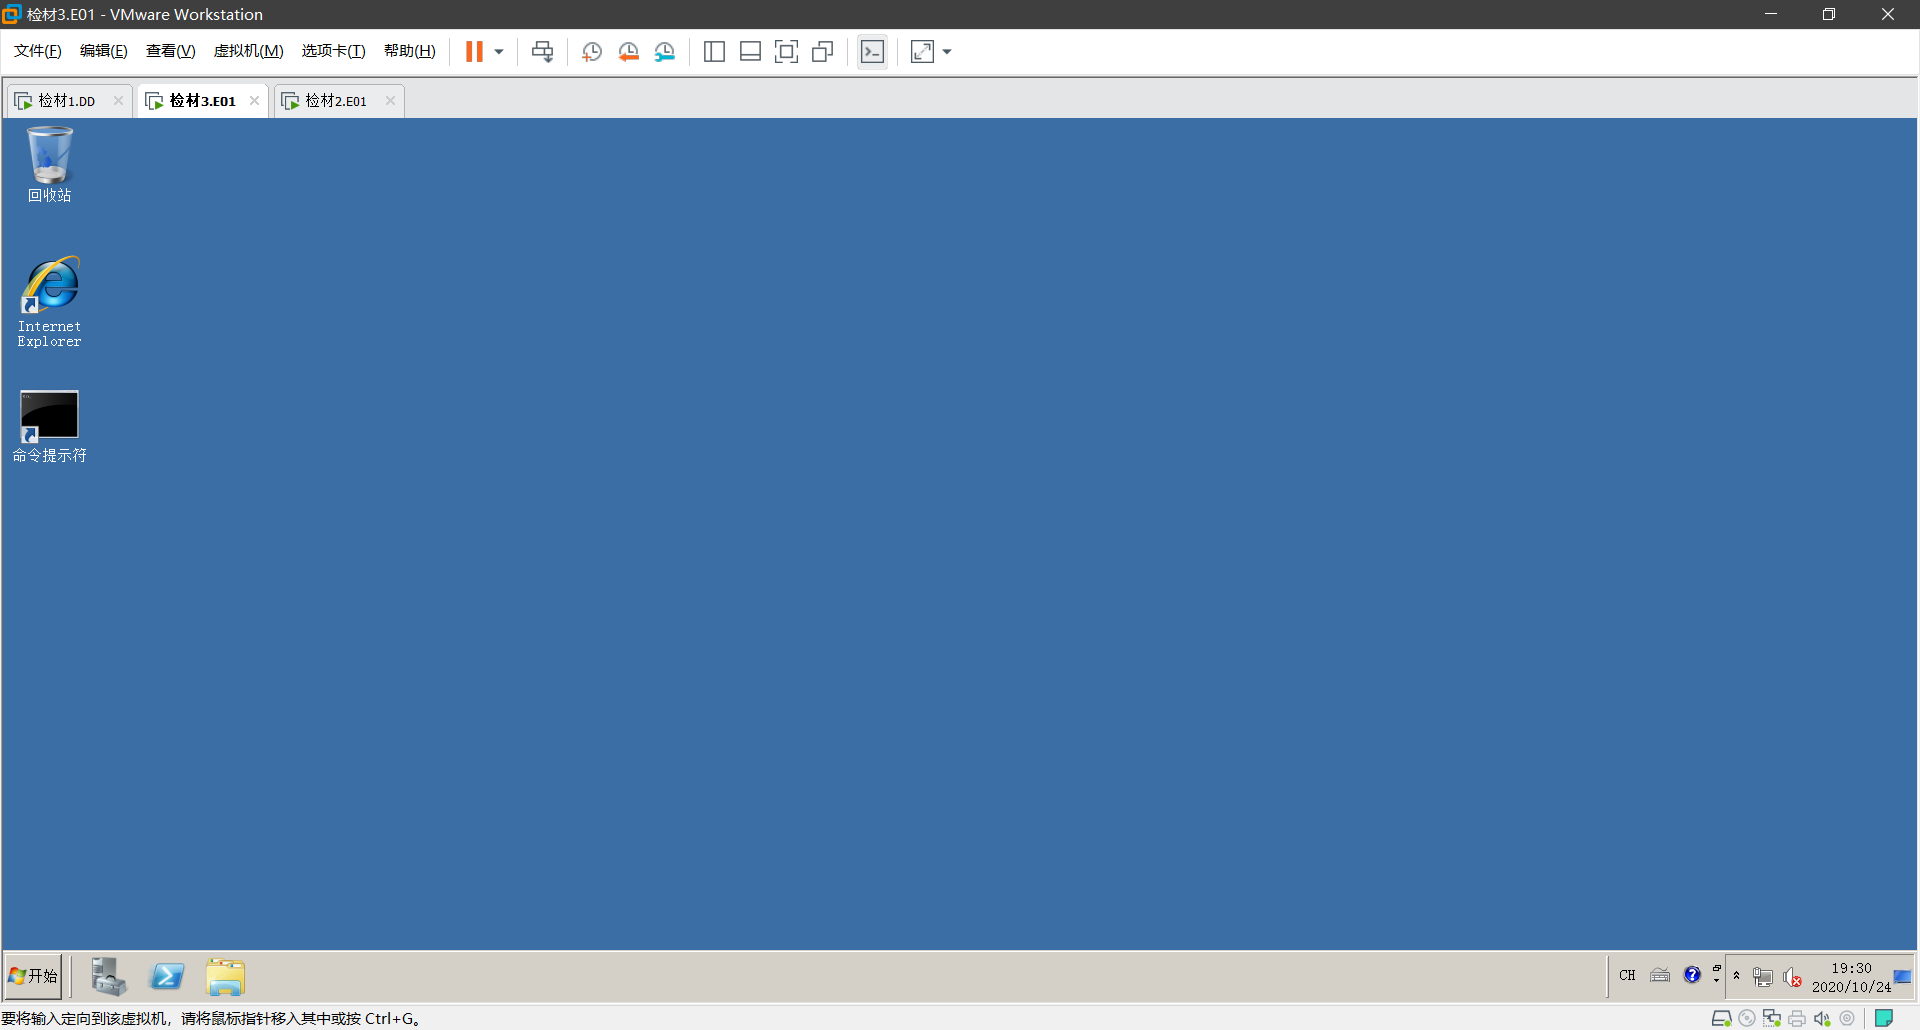 检材3.E01 - VMware Workstation
文件(F) 编辑(E) 查看(V) 虚拟机(M) 选项卡(T) 帮助(H)
检材1.DD 检材3.E01 检材2.E01
回收站
Internet
Explorer
命令提示符
开始
CH
19:30
2020/10/24
要将输入定向到该虚拟机，请将鼠标指针移入其中或按 Ctrl+G。